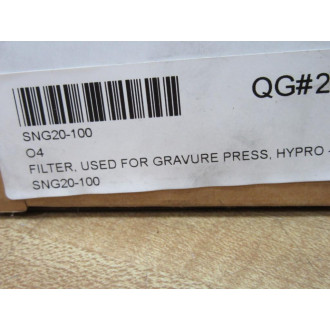 QG#2
SNG20-100
O4
FILTER, USED FOR GRAVURE PRESS, HYPRO -
SNG20-100